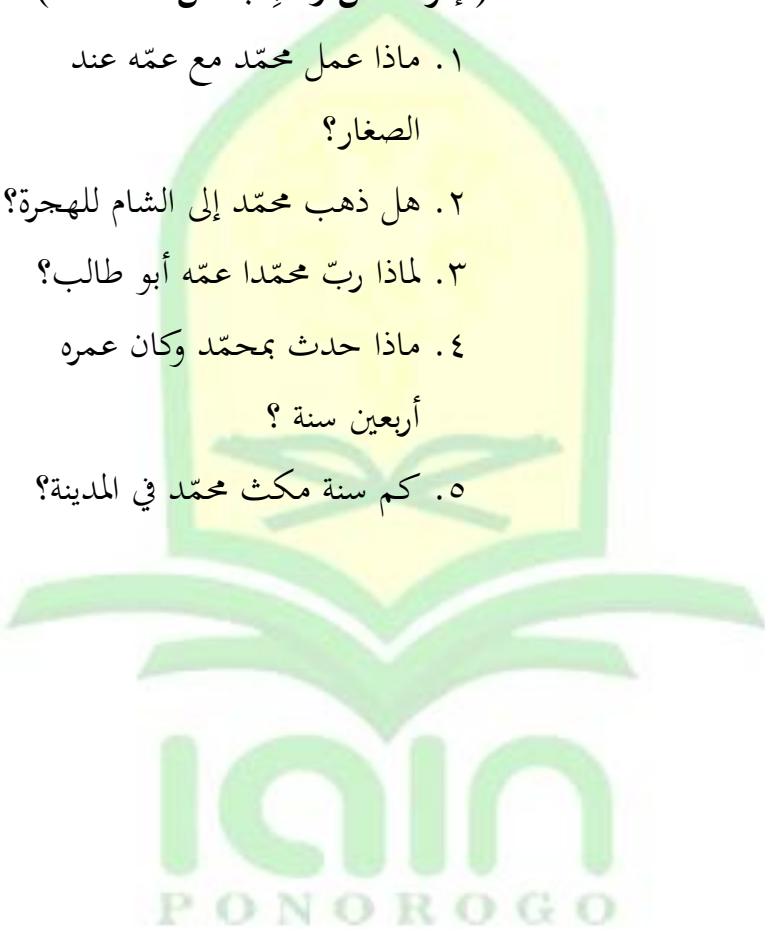 ١. ماذا عمل محمّد مع عمّه عند
الصغار؟
٢. هل ذهب محمّد إلى الشام للهجرة؟
٣. لماذا ربّ محمّدا عمّه أبو طالب؟
٤. ماذا حدث بمحمّد وكان عمره
أربعين سنة ؟
٥. كم سنة مكث محمّد في المدينة؟
IAIN
PONOROGO